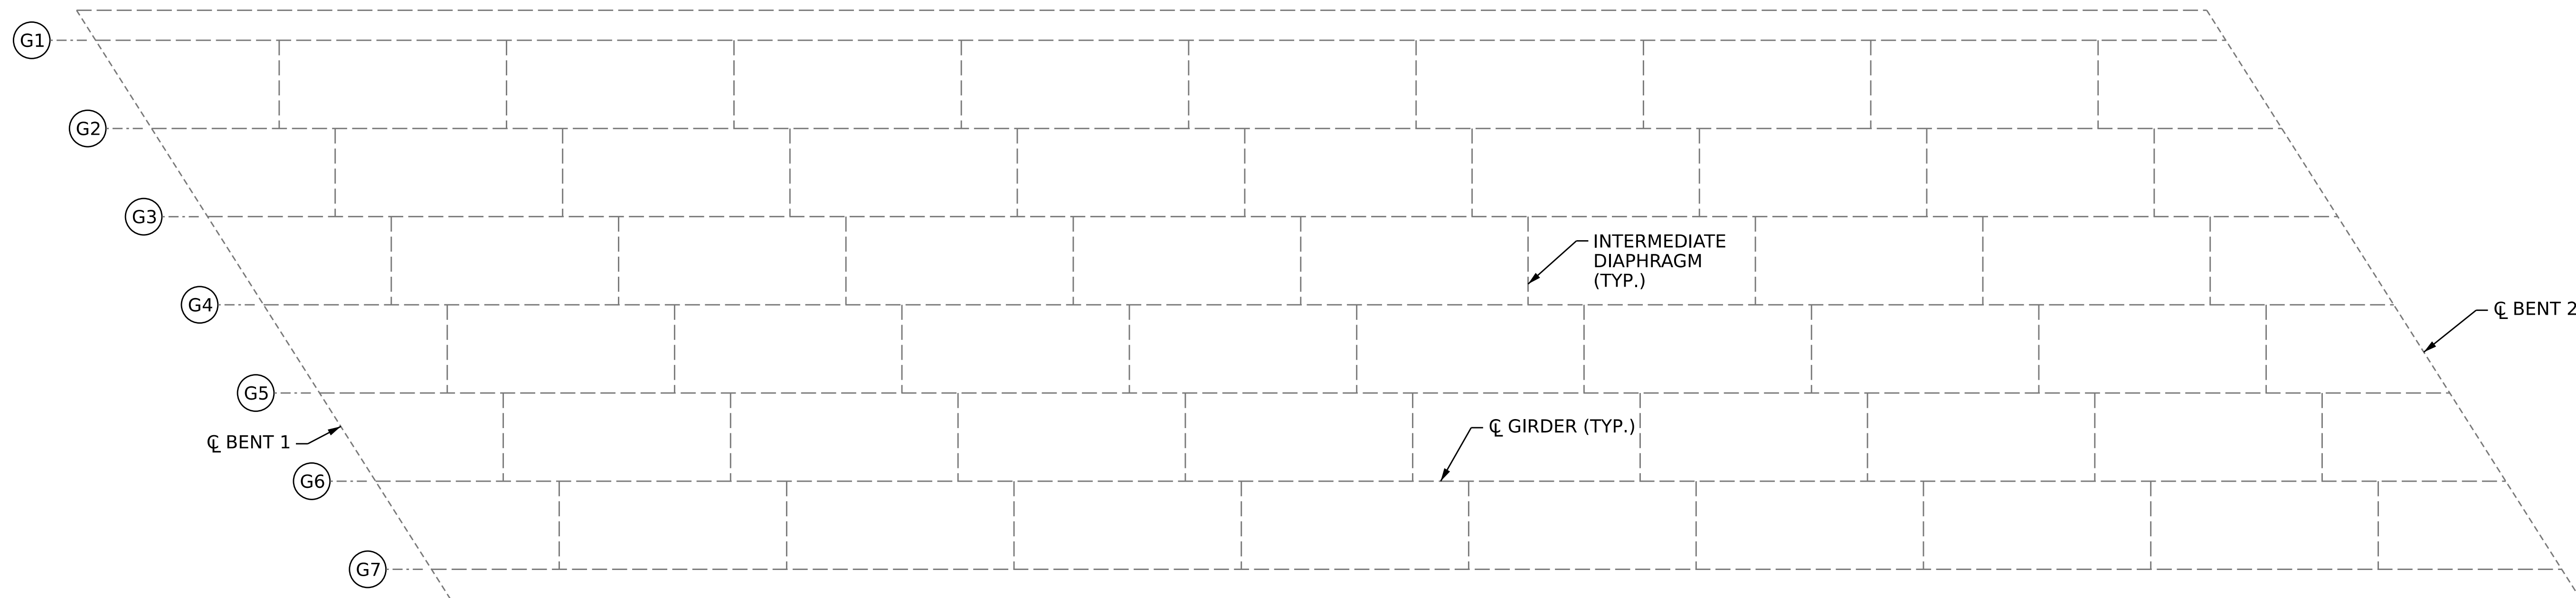 G1
G2
G3
INTERMEDIATE
DIAPHRAGM
(TYP.)
G4
℄ BENT 2
G5
℄ GIRDER (TYP.)
℄ BENT 1
G6
G7